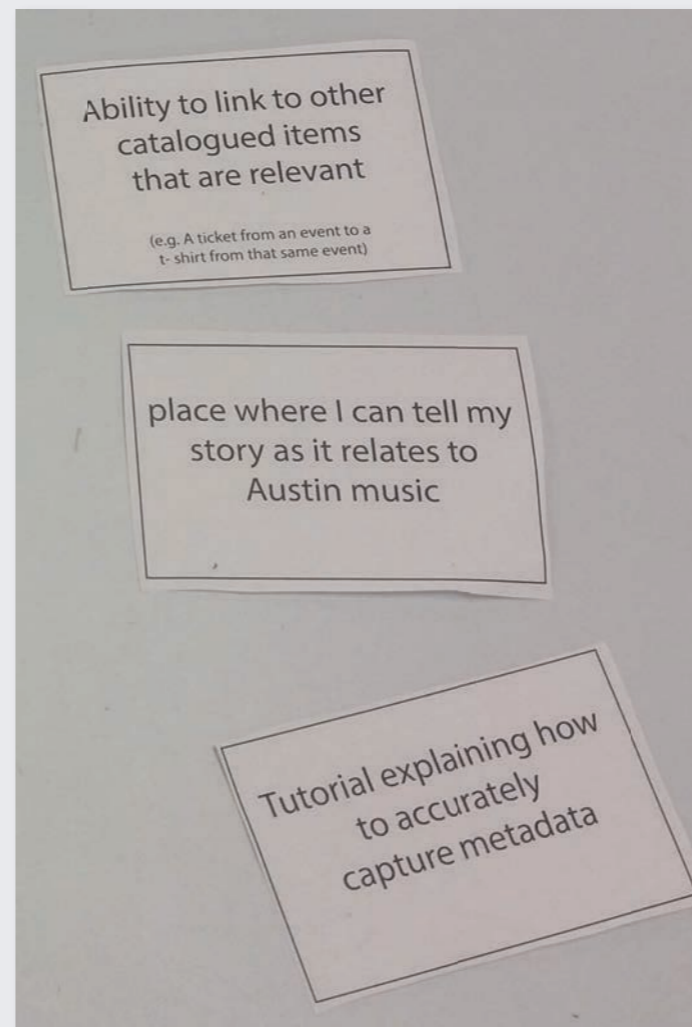 Ability to link to other
catalogued items
that are relevant
(e.g. A ticket from an event to a
t- shirt from that same event)
place where I can tell my
story as it relates to
Austin music
Tutorial explaining how
to accurately
capture metadata